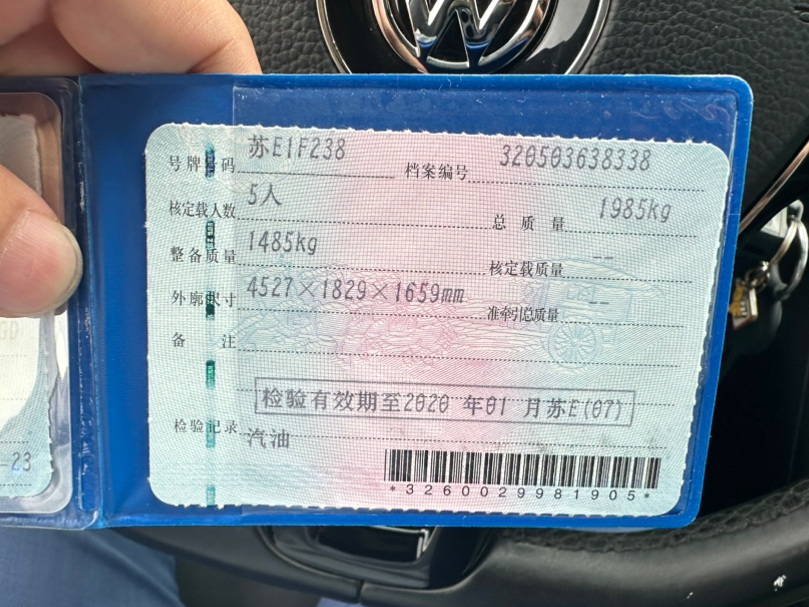 号牌号码 苏E1F238 档案编号 320503638338
核定载人数 5人 总质量 1985kg
整备质量 1485kg 核定载质量 --
外廓尺寸 4527×1829×1659mm 准牵引总质量 --
备注
检验有效期至2020 年01 月苏E(07)
检验记录
汽油
*3260029981905*
-23